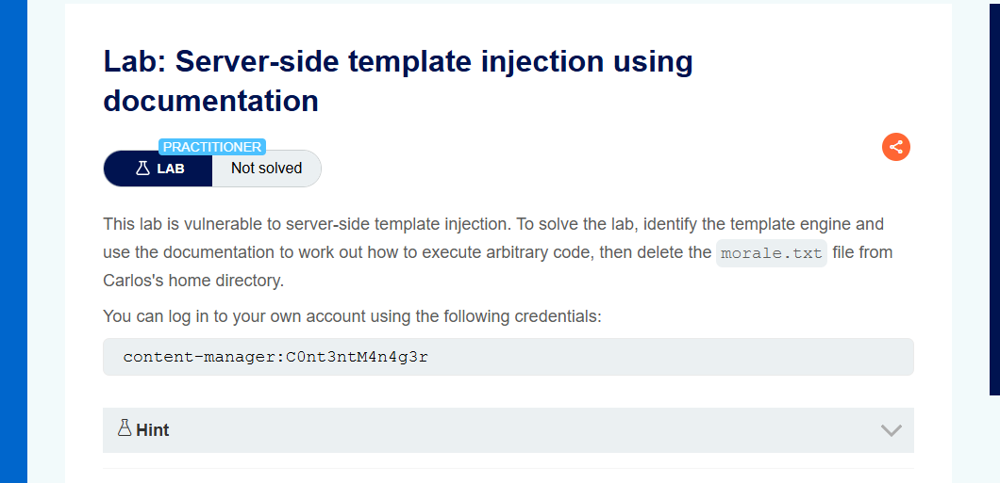 Lab: Server-side template injection using
documentation
PRACTITIONER
LAB
Not solved
This lab is vulnerable to server-side template injection. To solve the lab, identify the template engine and
use the documentation to work out how to execute arbitrary code, then delete the morale.txt file from
Carlos's home directory.
You can log in to your own account using the following credentials:
content-manager:C0nt3ntM4n4g3r
Hint